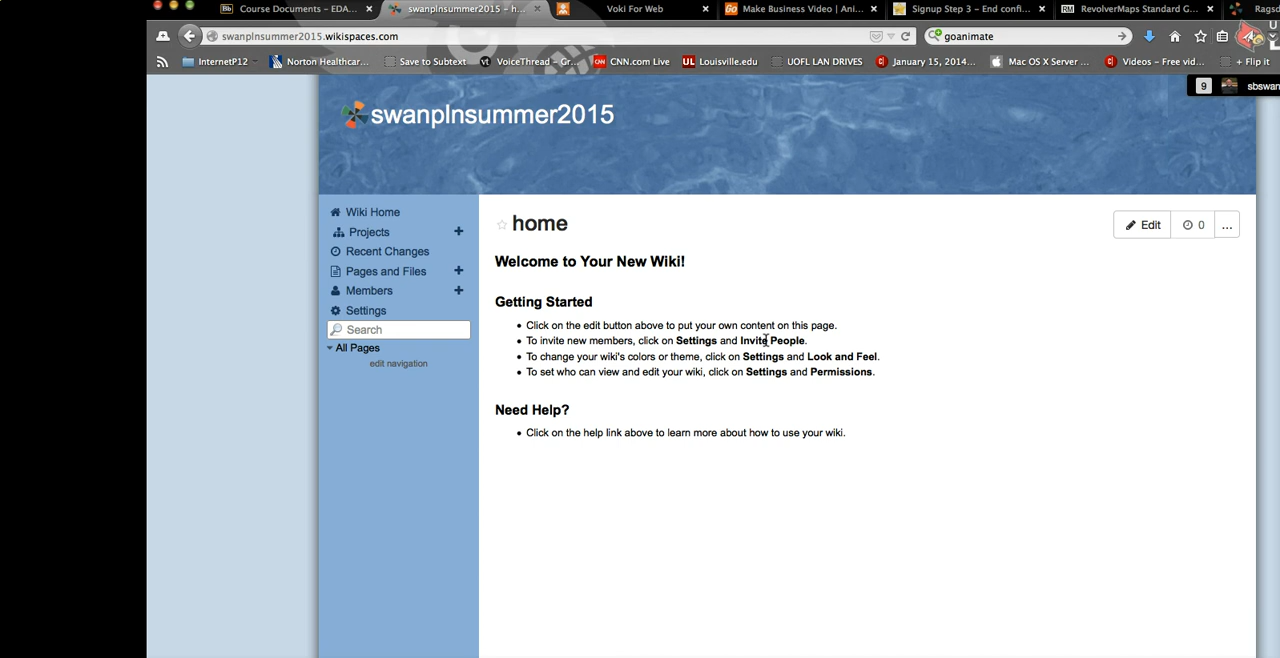 Course Documents – EDA...
swanplnsummer2015 – h...
Voki For Web
Make Business Video | Ani...
Signup Step 3 – End confi...
RevolverMaps Standard G...
Ragsd
swanplnsummer2015.wikispaces.com
goanimate
InternetP12
Norton Healthcar...
Save to Subtext
VoiceThread – Gr...
CNN.com Live
Louisville.edu
UOFL LAN DRIVES
January 15, 2014...
Mac OS X Server ...
Videos – Free vid...
+ Flip it
9
sbswan
swanplnsummer2015
Wiki Home
Projects
Recent Changes
Pages and Files
Members
Settings
Search
All Pages
edit navigation
home
Edit
0
...
Welcome to Your New Wiki!
Getting Started
• Click on the edit button above to put your own content on this page.
• To invite new members, click on Settings and Invite People.
• To change your wiki's colors or theme, click on Settings and Look and Feel.
• To set who can view and edit your wiki, click on Settings and Permissions.
Need Help?
• Click on the help link above to learn more about how to use your wiki.